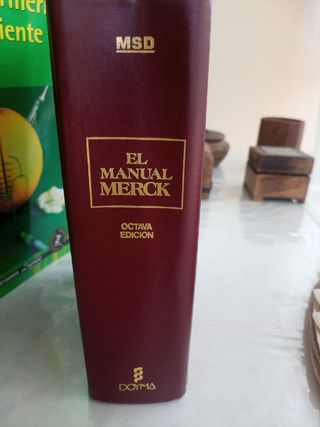 MSD
EL
MANUAL
MERCK
OCTAVA
EDICION
DOYMA
iente